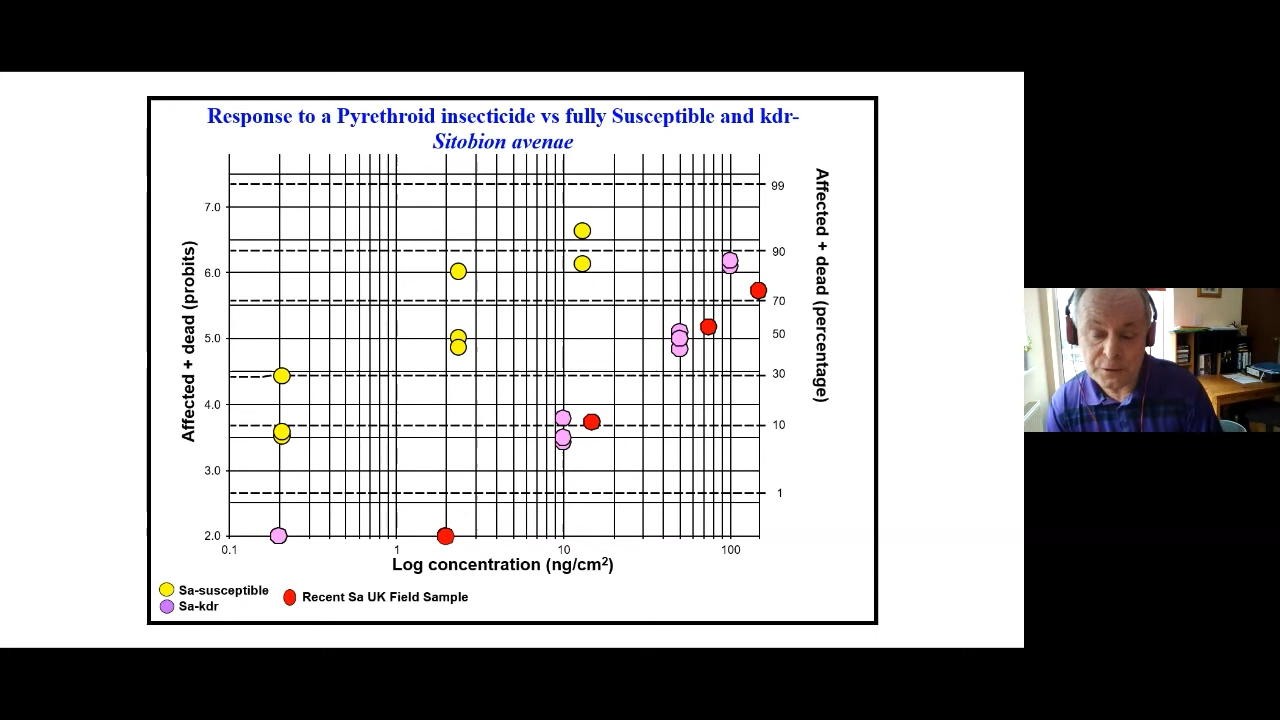 Response to a Pyrethroid insecticide vs fully Susceptible and kdr-
Sitobion avenae
Affected + dead (probits)
7.0
6.0
5.0
4.0
3.0
2.0
99
90
70
50
30
10
1
Affected + dead (percentage)
0.1
1
10
100
Log concentration (ng/cm²)
Sa-susceptible
Sa-kdr
Recent Sa UK Field Sample